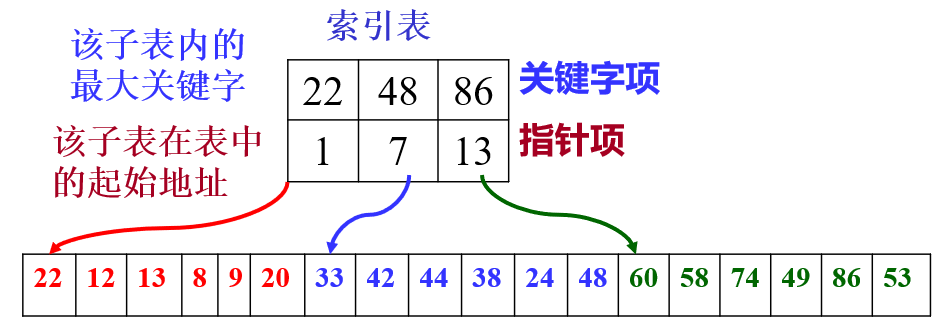 索引表
该子表内的
最大关键字
22 48 86 关键字项
该子表在表中
的起始地址
1 7 13 指针项
22 12 13 8 9 20 33 42 44 38 24 48 60 58 74 49 86 53